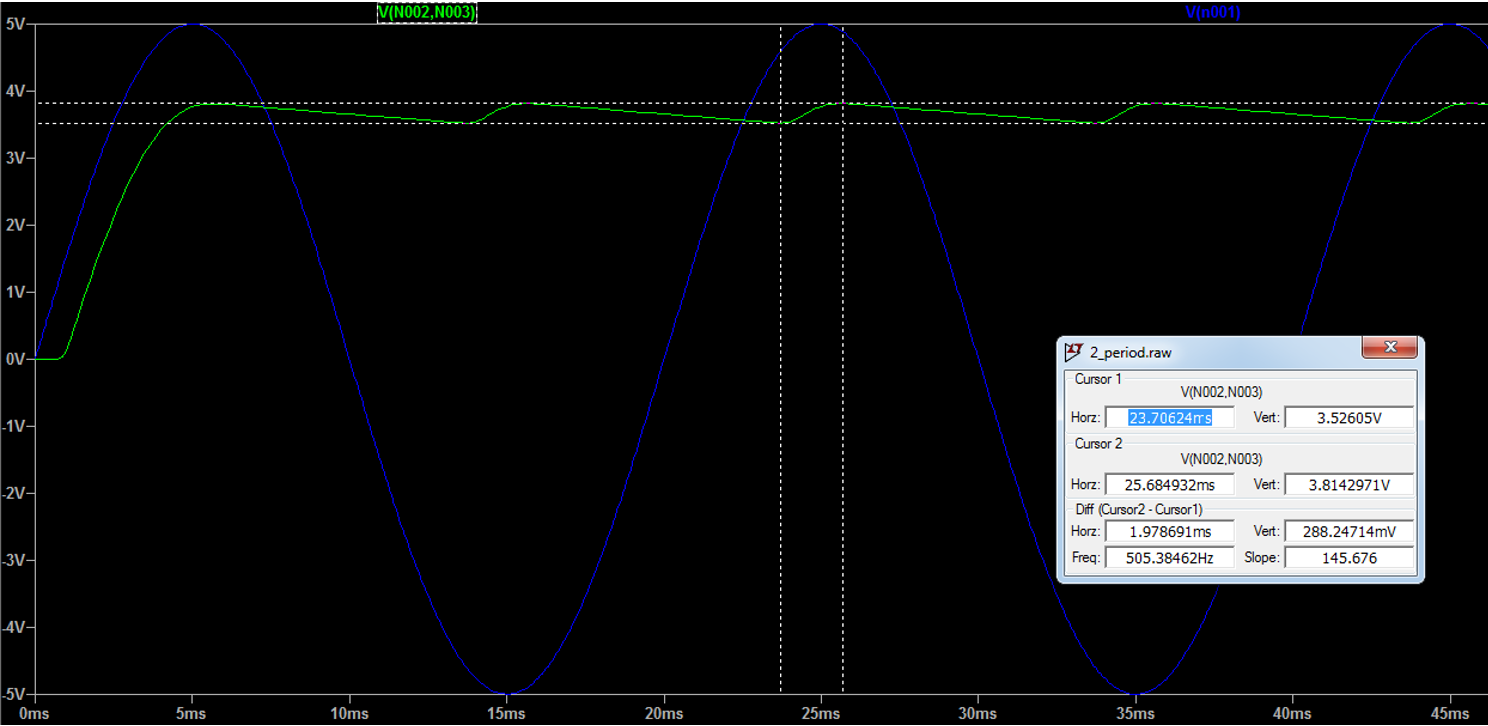 V(N002,N003) V(n001)
5V
4V
3V
2V
1V
0V
-1V
-2V
-3V
-4V
-5V
0ms 5ms 10ms 15ms 20ms 25ms 30ms 35ms 40ms 45ms
2_period.raw
Cursor 1
V(N002,N003)
Horz: 23.70624ms Vert: 3.52605V
Cursor 2
V(N002,N003)
Horz: 25.684932ms Vert: 3.8142971V
Diff (Cursor2 - Cursor1)
Horz: 1.978691ms Vert: 288.24714mV
Freq: 505.38462Hz Slope: 145.676